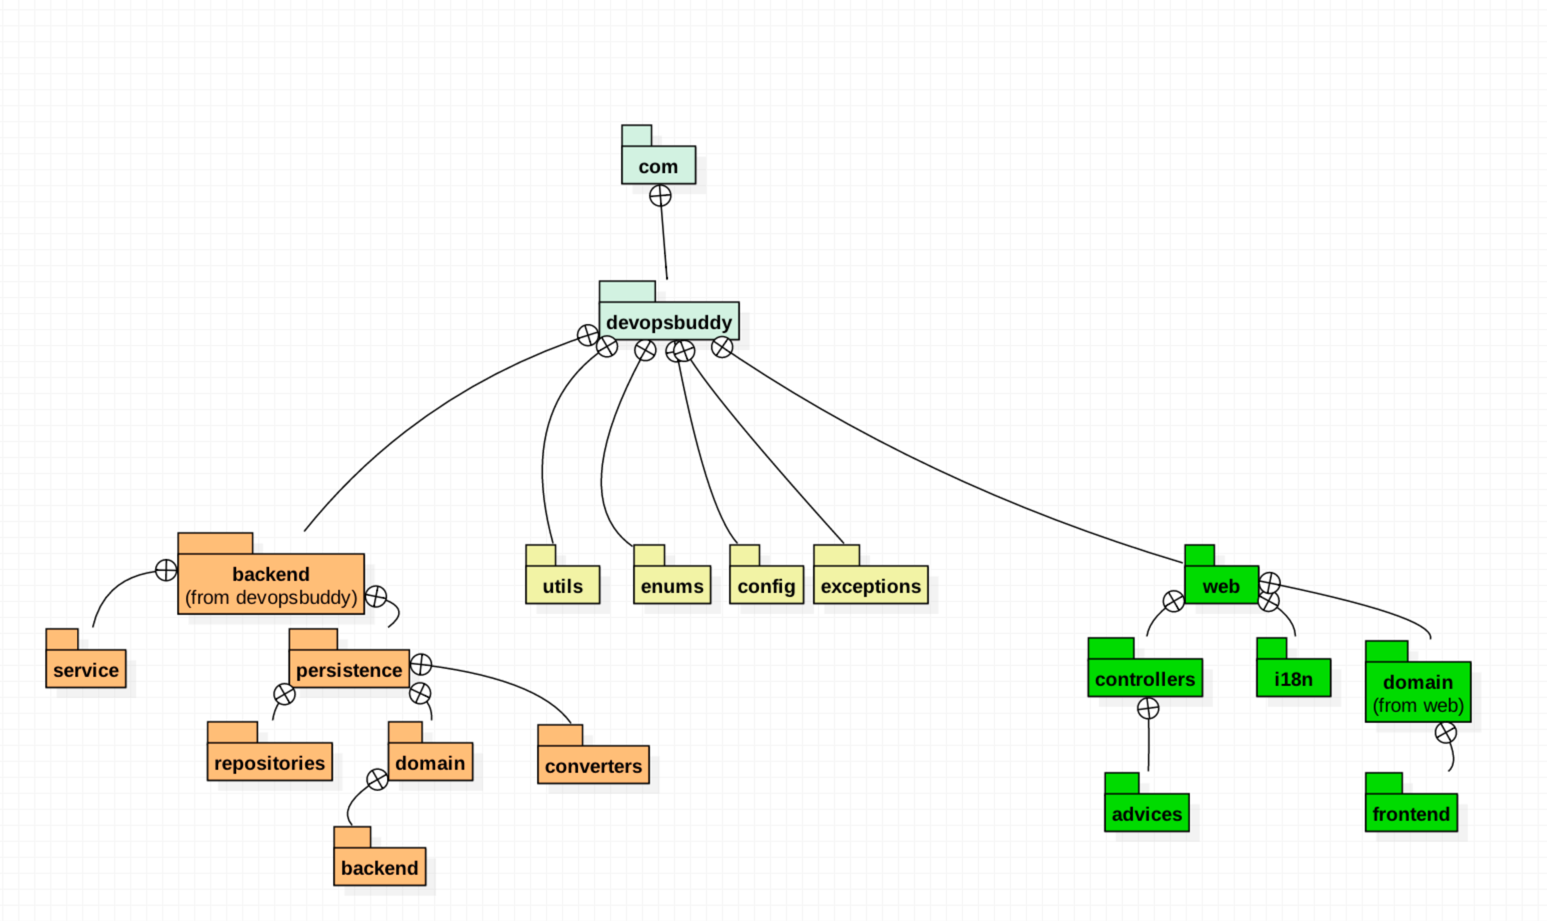 com
devopsbuddy
backend
(from devopsbuddy)
utils
enums
config
exceptions
web
service
persistence
controllers
i18n
domain
(from web)
repositories
domain
converters
advices
frontend
backend